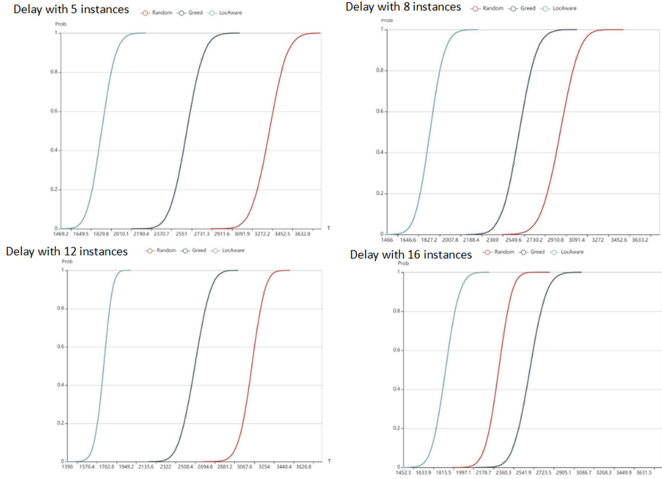 Delay with 5 instances
Random Greed LocAware
Prob
1
0.8
0.6
0.4
0.2
0
1469.2 1649.5 1829.8 2010.1 2190.4 2370.7 2551 2731.3 2911.6 3091.9 3272.2 3452.5 3632.8
T
Delay with 8 instances
Random Greed LocAware
Prob
1
0.8
0.6
0.4
0.2
0
1466 1646.6 1827.2 2007.8 2188.4 2369 2549.6 2730.2 2910.8 3091.4 3272 3452.6 3633.2
Delay with 12 instances
Random Greed LocAware
Prob
1
0.8
0.6
0.4
0.2
0
1390 1576.4 1762.8 1949.2 2135.6 2322 2508.4 2694.8 2881.2 3067.6 3254 3440.4 3626.8
T
Delay with 16 instances
Random Greed LocAware
Prob
1
0.8
0.6
0.4
0.2
0
1452.3 1633.9 1815.5 1997.1 2178.7 2360.3 2541.9 2723.5 2905.1 3086.7 3268.3 3449.9 3631.5